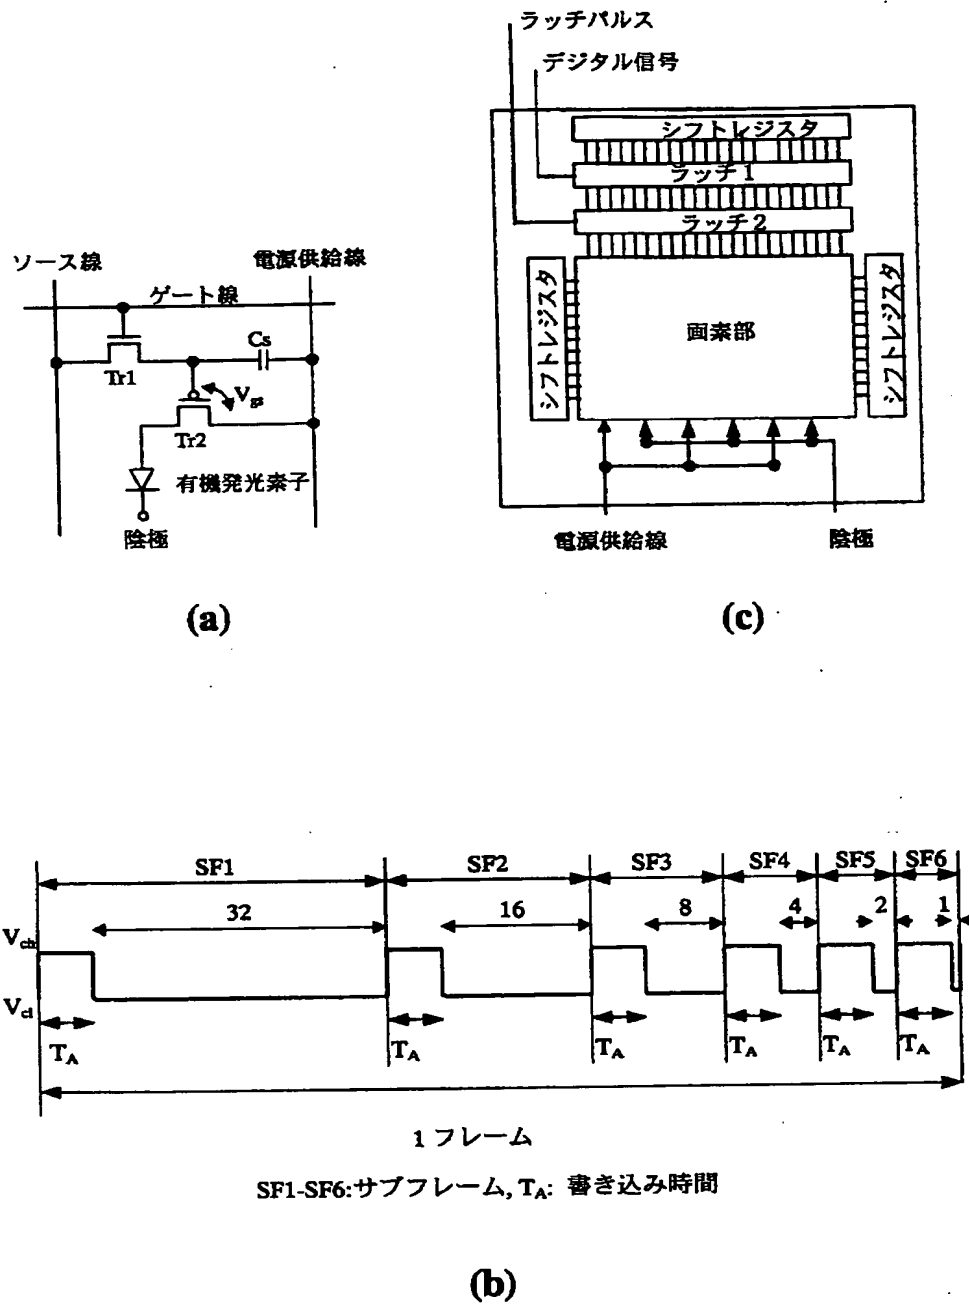 ラッチパルス
デジタル信号
シフトレジスタ
ラッチ1
ラッチ2
シフトレジスタ
画素部
シフトレジスタ
電源供給線
陰極
(c)
ソース線
電源供給線
ゲート線
Cs
Tr1
Vgs
Tr2
有機発光素子
陰極
(a)
SF1
SF2
SF3
SF4
SF5
SF6
32
16
8
4
2
1
Vch
Vcl
TA
TA
TA
TA
TA
TA
1 フレーム
SF1-SF6:サブフレーム, TA: 書き込み時間
(b)